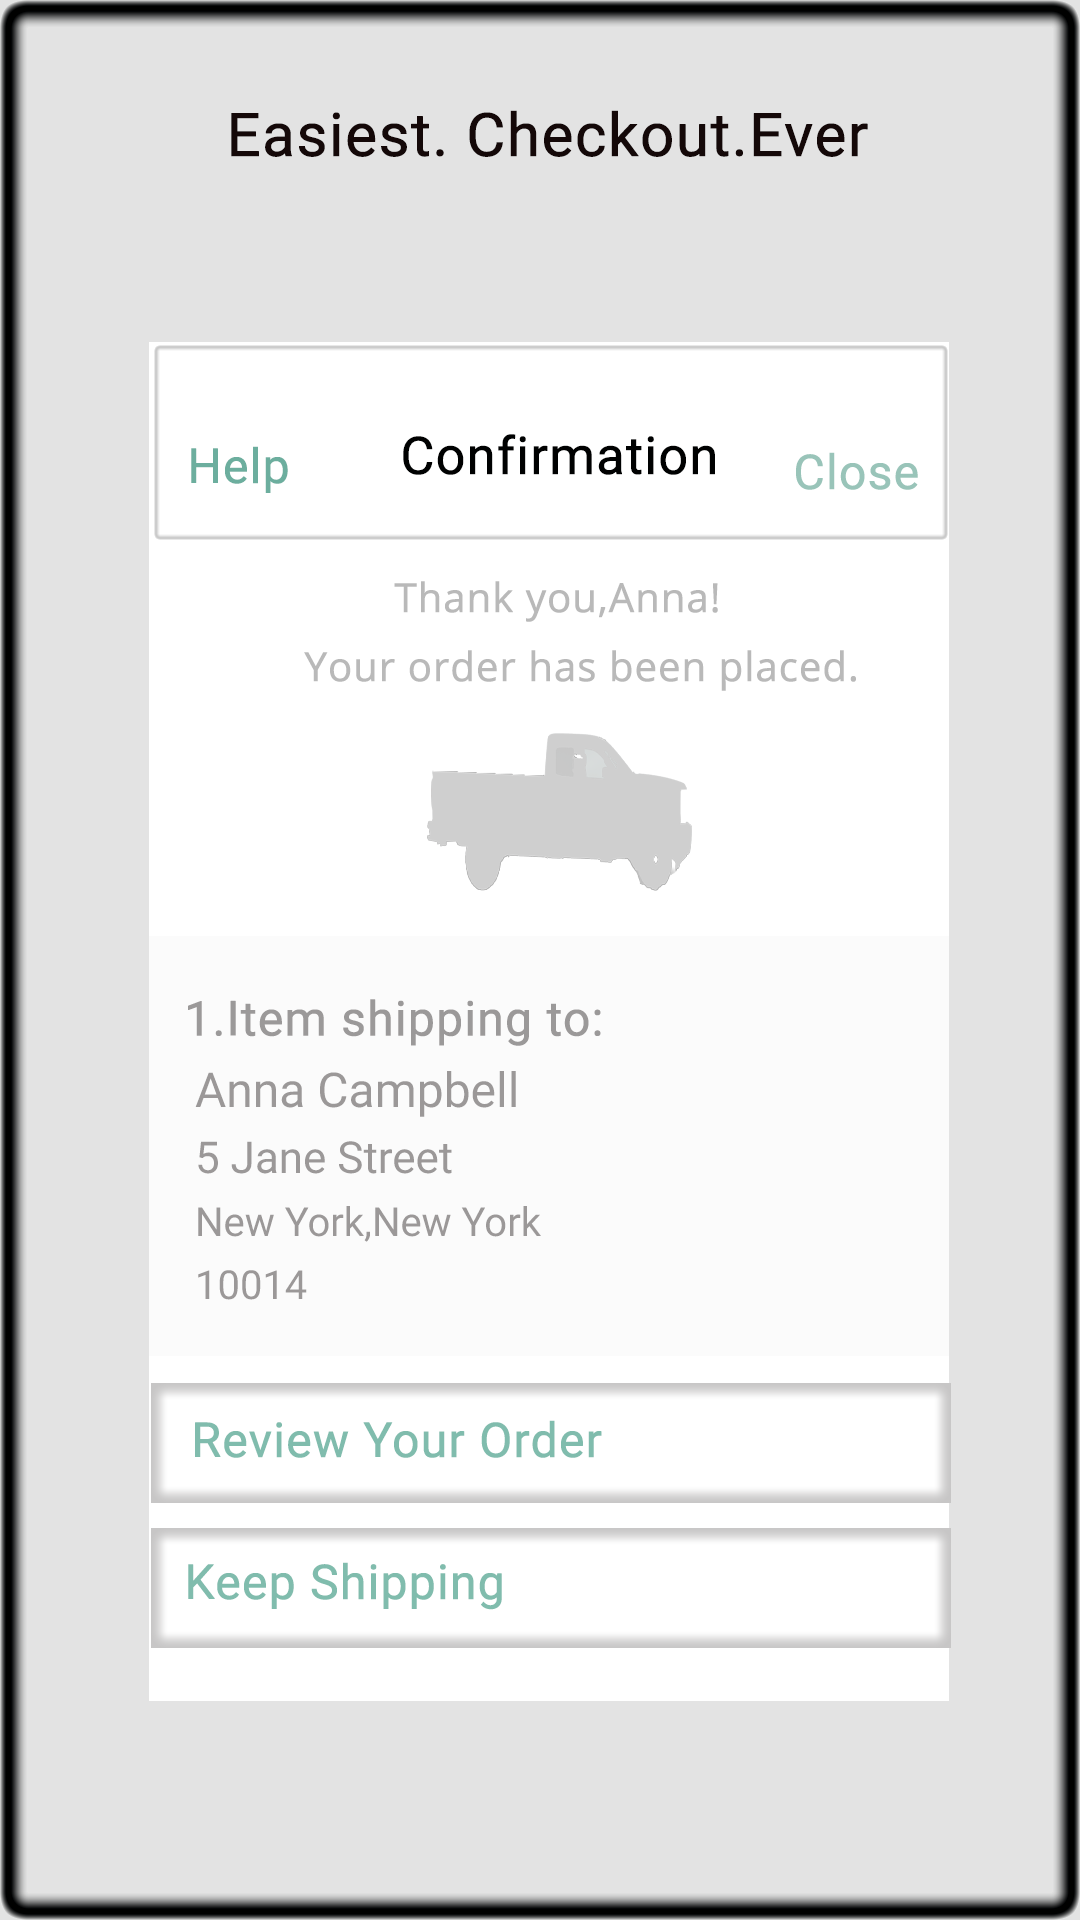 Easiest. Checkout.Ever
Help Confirmation Close
Thank you,Anna!
Your order has been placed.
1.Item shipping to:
Anna Campbell
5 Jane Street
New York,New York
10014
Review Your Order
Keep Shipping